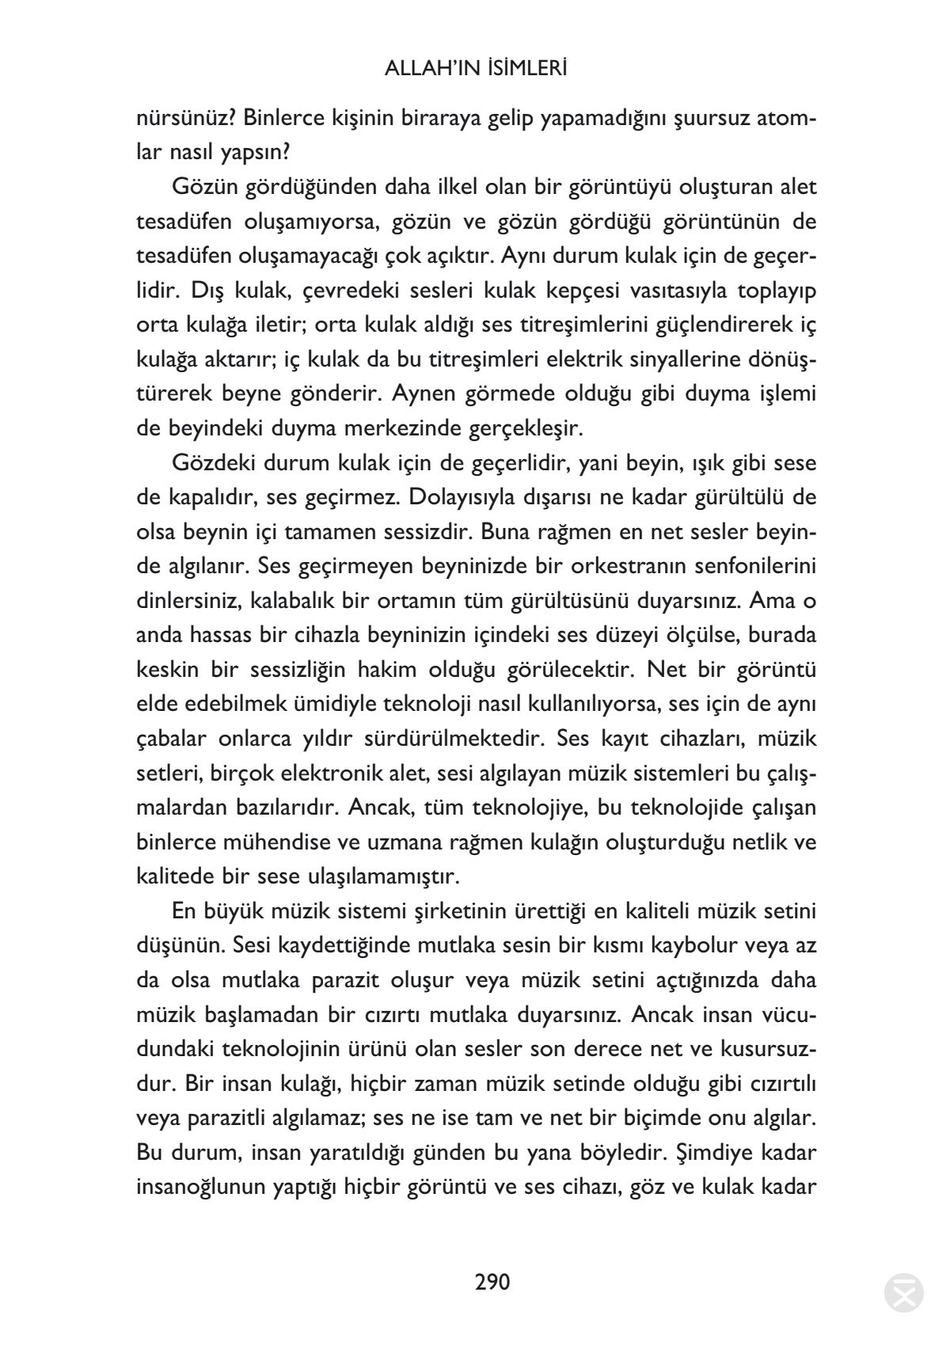 ALLAH'IN İSİMLERİ
nürsünüz? Binlerce kişinin biraraya gelip yapamadığını şuursuz atom-
lar nasıl yapsın?
Gözün gördüğünden daha ilkel olan bir görüntüyü oluşturan alet
tesadüfen oluşamıyorsa, gözün ve gözün gördüğü görüntünün de
tesadüfen oluşamayacağı çok açıktır. Aynı durum kulak için de geçer-
lidir. Dış kulak, çevredeki sesleri kulak kepçesi vasıtasıyla toplayıp
orta kulağa iletir; orta kulak aldığı ses titreşimlerini güçlendirerek iç
kulağa aktarır; iç kulak da bu titreşimleri elektrik sinyallerine dönüş-
türerek beyne gönderir. Aynen görmede olduğu gibi duyma işlemi
de beyindeki duyma merkezinde gerçekleşir.
Gözdeki durum kulak için de geçerlidir, yani beyin, ışık gibi sese
de kapalıdır, ses geçirmez. Dolayısıyla dışarısı ne kadar gürültülü de
olsa beynin içi tamamen sessizdir. Buna rağmen en net sesler beyin-
de algılanır. Ses geçirmeyen beyninizde bir orkestranın senfonilerini
dinlersiniz, kalabalık bir ortamın tüm gürültüsünü duyarsınız. Ama o
anda hassas bir cihazla beyninizin içindeki ses düzeyi ölçülse, burada
keskin bir sessizliğin hakim olduğu görülecektir. Net bir görüntü
elde edebilmek ümidiyle teknoloji nasıl kullanılıyorsa, ses için de aynı
çabalar onlarca yıldır sürdürülmektedir. Ses kayıt cihazları, müzik
setleri, birçok elektronik alet, sesi algılayan müzik sistemleri bu çalış-
malardan bazılarıdır. Ancak, tüm teknolojiye, bu teknolojide çalışan
binlerce mühendise ve uzmana rağmen kulağın oluşturduğu netlik ve
kalitede bir sese ulaşılamamıştır.
En büyük müzik sistemi şirketinin ürettiği en kaliteli müzik setini
düşünün. Sesi kaydettiğinde mutlaka sesin bir kısmı kaybolur veya az
da olsa mutlaka parazit oluşur veya müzik setini açtığınızda daha
müzik başlamadan bir cızırtı mutlaka duyarsınız. Ancak insan vücu-
dundaki teknolojinin ürünü olan sesler son derece net ve kusursuz-
dur. Bir insan kulağı, hiçbir zaman müzik setinde olduğu gibi cızırtılı
veya parazitli algılamaz; ses ne ise tam ve net bir biçimde onu algılar.
Bu durum, insan yaratıldığı günden bu yana böyledir. Şimdiye kadar
insanoğlunun yaptığı hiçbir görüntü ve ses cihazı, göz ve kulak kadar
290